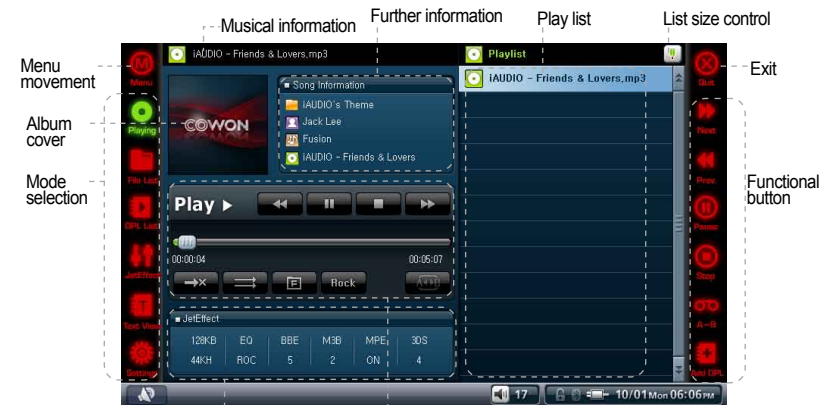 Musical information
Further information
Play list
List size control
Menu movement
Album cover
Mode selection
Exit
Functional button
M
Menu
Playing
File List
DPL List
JetEffect
Text View
Settings
iAUDIO - Friends & Lovers.mp3
COWON
Song Information
iAUDIO's Theme
Jack Lee
Fusion
iAUDIO - Friends & Lovers
Play
00:00:04
00:05:07
F
Rock
A↔B
JetEffect
128KB EQ BBE M3B MPE 3DS
44KH ROC 5 2 ON 4
Playlist
iAUDIO - Friends & Lovers.mp3
Quit
Next
Prev.
Pause
Stop
A-B
Add DPL
17
10/01 Mon 06:06 PM